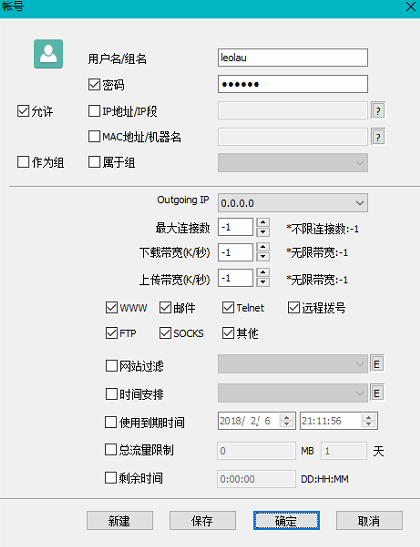 帐号
用户名/组名 leolau
密码 ●●●●●●
允许 IP地址/IP段 ?
MAC地址/机器名 ?
作为组 属于组
Outgoing IP 0.0.0.0
最大连接数 -1 *不限连接数:-1
下载带宽(K/秒) -1 *无限带宽:-1
上传带宽(K/秒) -1 *无限带宽:-1
WWW 邮件 Telnet 远程拨号
FTP SOCKS 其他
网站过滤 E
时间安排 E
使用到期时间 2018/ 2/ 6 21:11:56
总流量限制 0 MB 1 天
剩余时间 0:00:00 DD:HH:MM
新建 保存 确定 取消